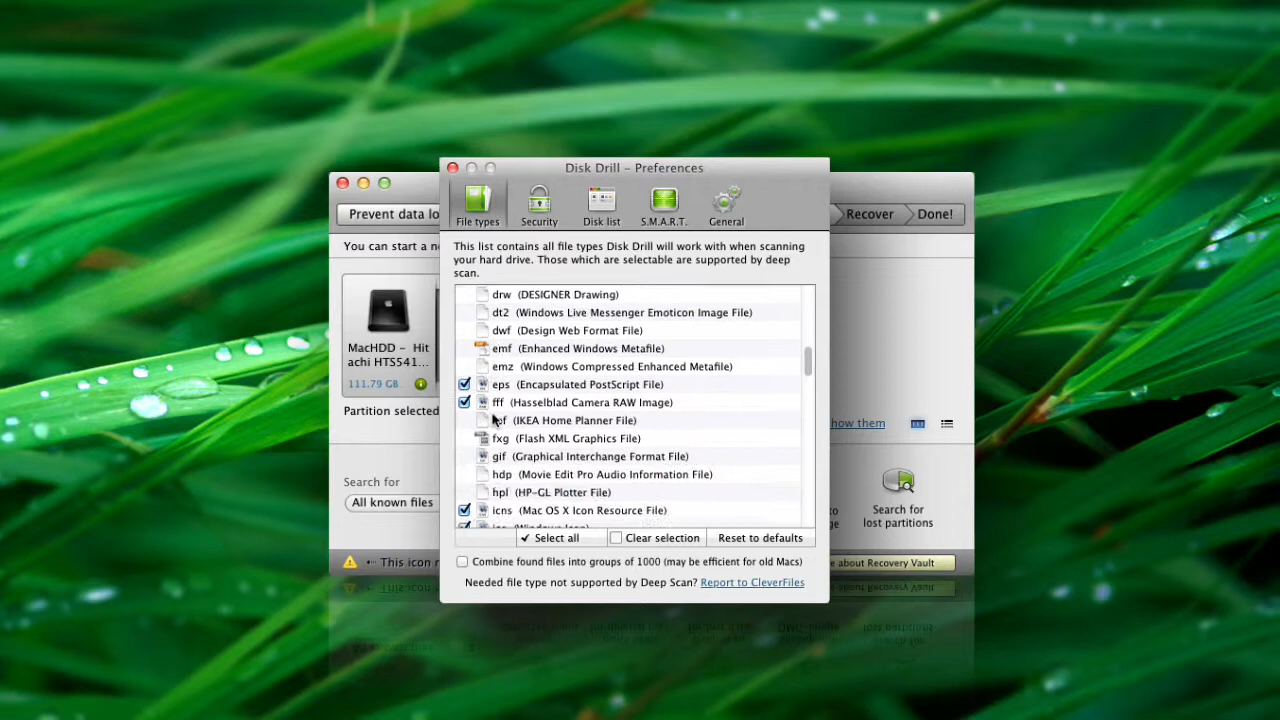 Disk Drill – Preferences
File types
Security
Disk list
S.M.A.R.T.
General
Prevent data lo
Recover
Done!
You can start a n
This list contains all file types Disk Drill will work with when scanning
your hard drive. Those which are selectable are supported by deep
scan.
drw (DESIGNER Drawing)
dt2 (Windows Live Messenger Emoticon Image File)
dwf (Design Web Format File)
emf (Enhanced Windows Metafile)
emz (Windows Compressed Enhanced Metafile)
eps (Encapsulated PostScript File)
fff (Hasselblad Camera RAW Image)
(IKEA Home Planner File)
fxg (Flash XML Graphics File)
gif (Graphical Interchange Format File)
hdp (Movie Edit Pro Audio Information File)
hpl (HP-GL Plotter File)
icns (Mac OS X Icon Resource File)
MacHDD – Hit
achi HTS541...
111.79 GB
Partition selected
how them
Search for
All known files
Search for
lost partitions
Select all
Clear selection
Reset to defaults
Combine found files into groups of 1000 (may be efficient for old Macs)
Needed file type not supported by Deep Scan? Report to CleverFiles
This icon
e about Recovery Vault